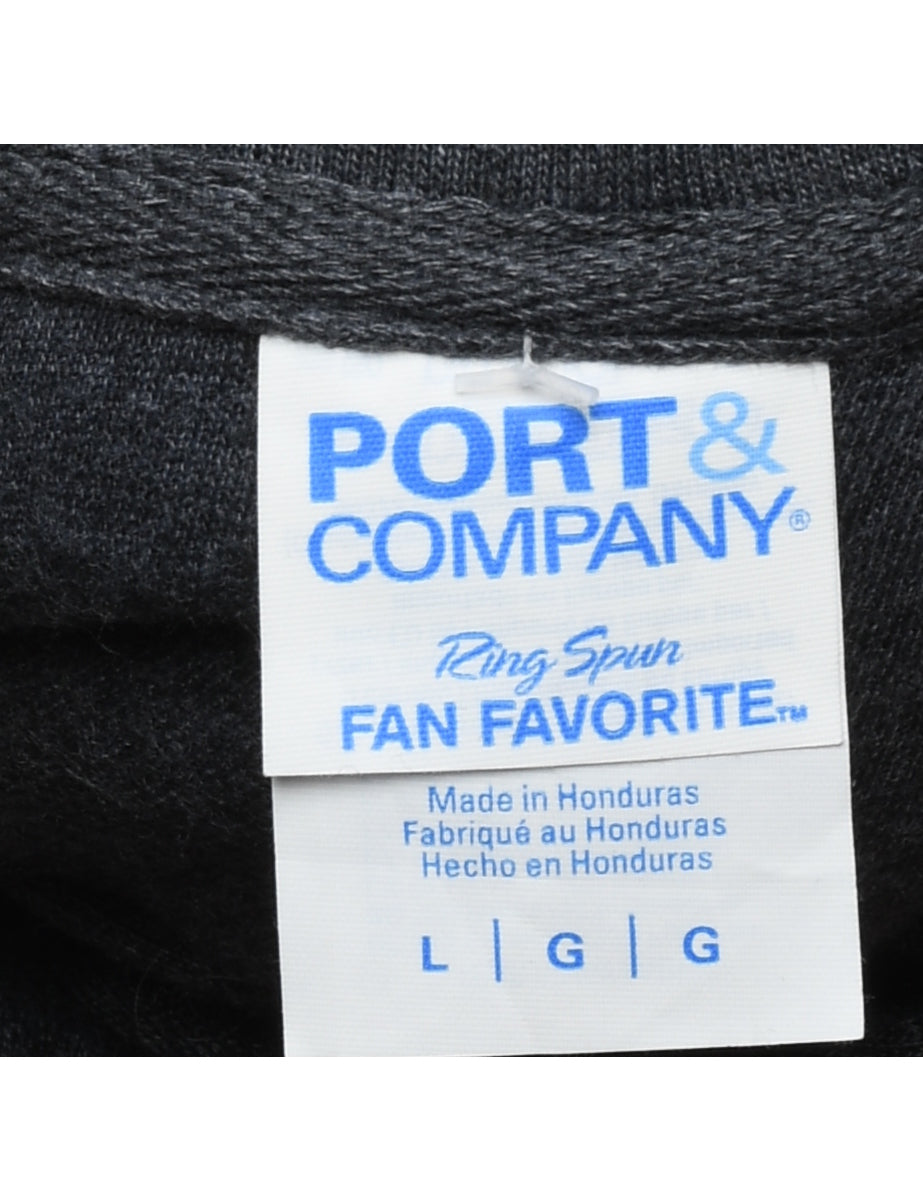 PORT &
COMPANY®
Ring Spun
FAN FAVORITE™
Made in Honduras
Fabriqué au Honduras
Hecho en Honduras
L | G | G